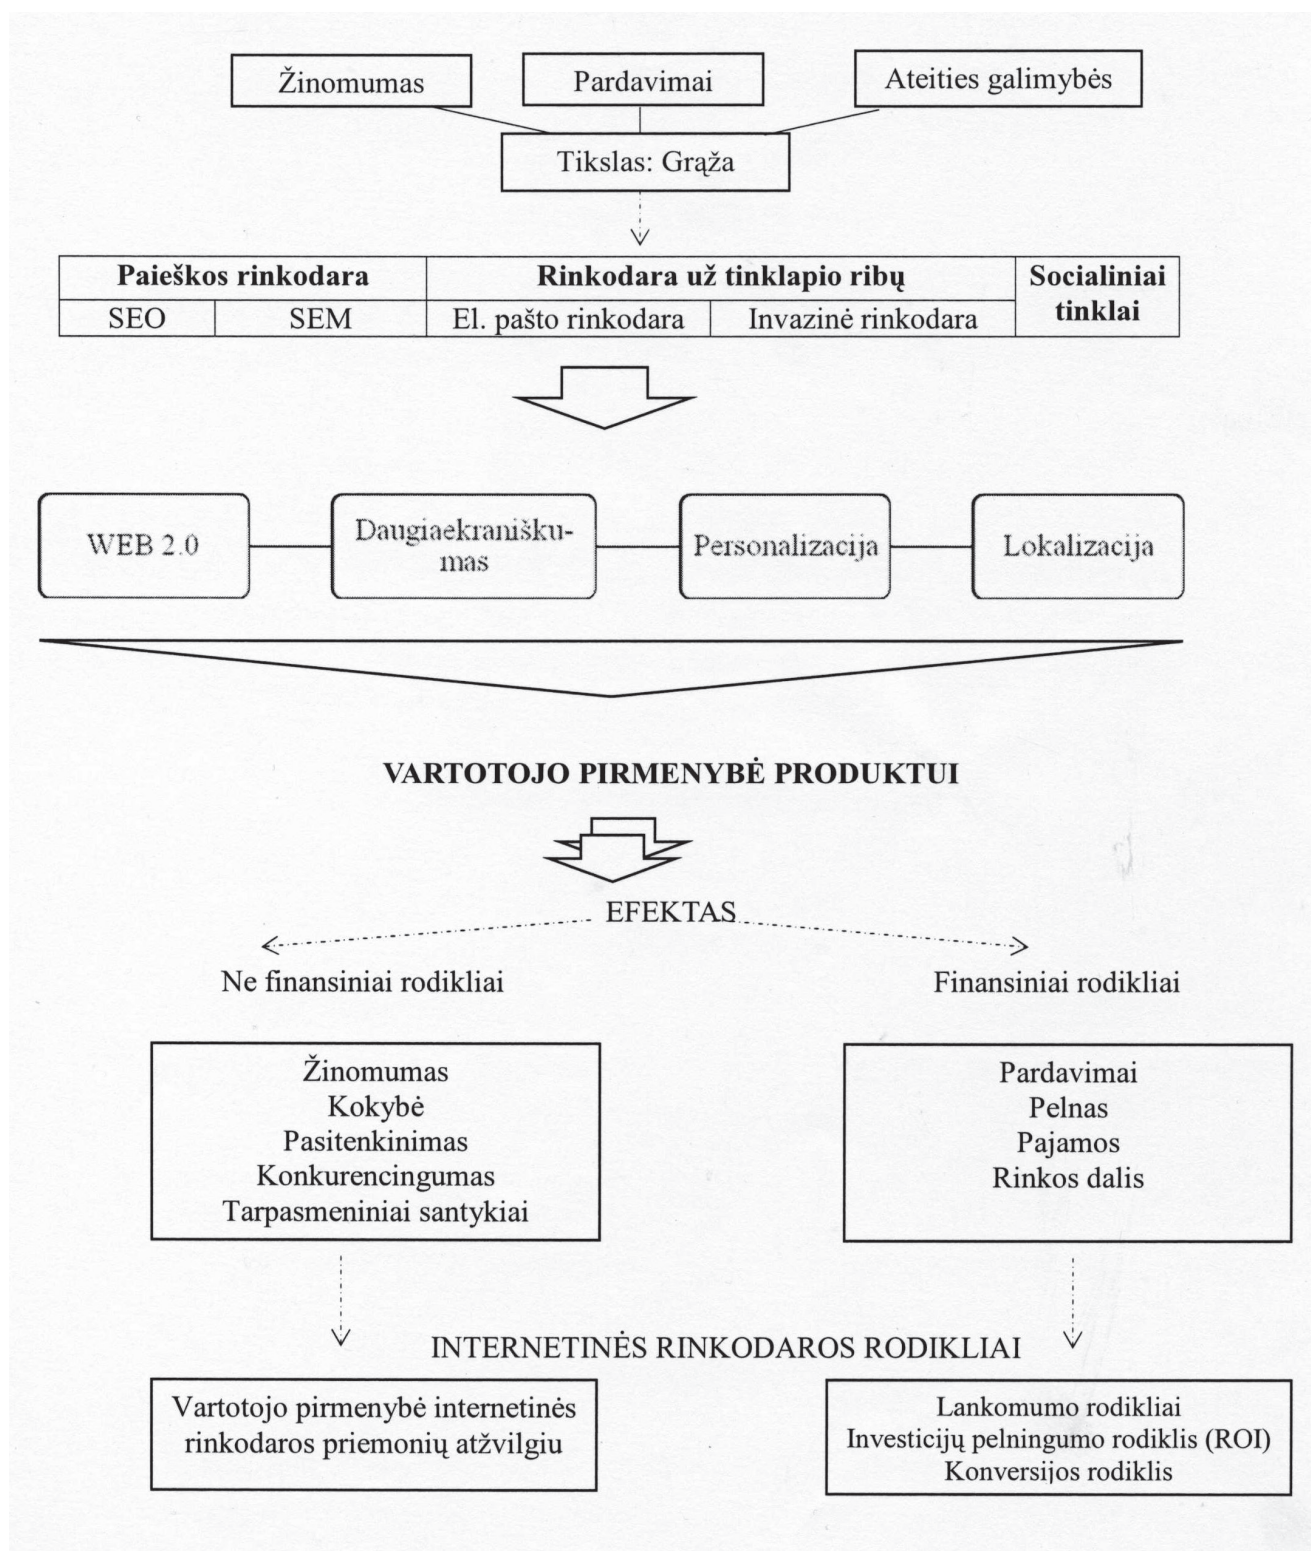 Žinomumas
Pardavimai
Ateities galimybės
Tikslas: Grąža
Paieškos rinkodara
Rinkodara už tinklapio ribų
Socialiniai
tinklai
SEO
SEM
El. pašto rinkodara
Invazinė rinkodara
WEB 2.0
Daugiaekranišku-
mas
Personalizacija
Lokalizacija
VARTOTOJO PIRMENYBĖ PRODUKTUI
EFEKTAS
Ne finansiniai rodikliai
Finansiniai rodikliai
Žinomumas
Kokybė
Pasitenkinimas
Konkurencingumas
Tarpasmeniniai santykiai
Pardavimai
Pelnas
Pajamos
Rinkos dalis
INTERNETINĖS RINKODAROS RODIKLIAI
Vartotojo pirmenybė internetinės
rinkodaros priemonių atžvilgiu
Lankomumo rodikliai
Investicijų pelningumo rodiklis (ROI)
Konversijos rodiklis